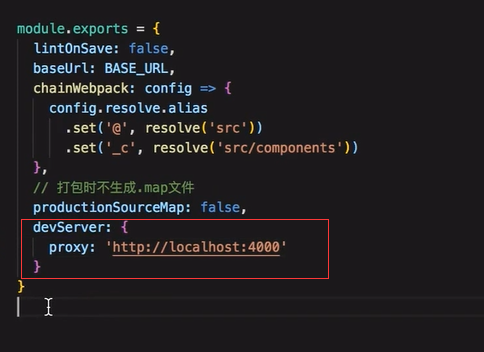 module.exports = {
lintOnSave: false,
baseUrl: BASE_URL,
chainWebpack: config => {
config.resolve.alias
.set('@', resolve('src'))
.set('_c', resolve('src/components'))
},
// 打包时不生成.map文件
productionSourceMap: false,
devServer: {
proxy: 'http://localhost:4000'
}
}